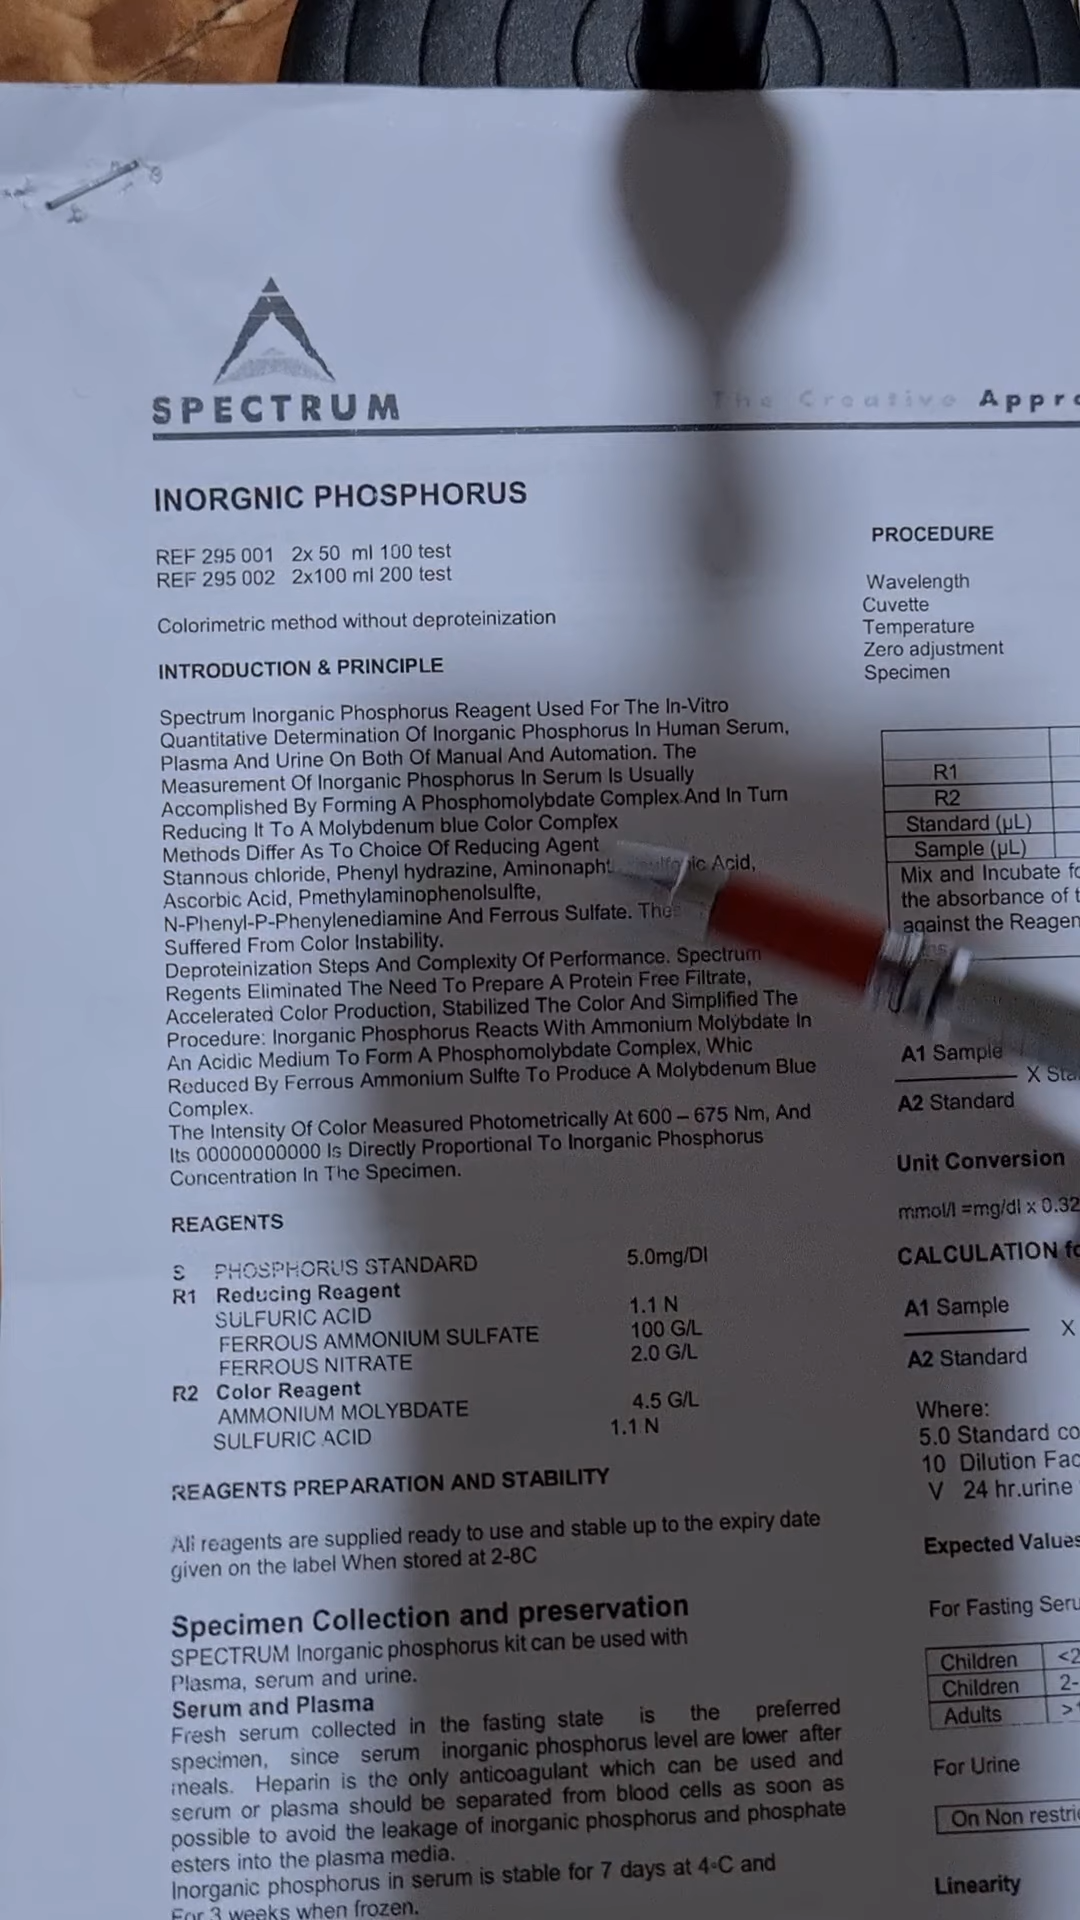 SPECTRUM
The Creative Appro
INORGNIC PHOSPHORUS
REF 295 001 2x 50 ml 100 test
REF 295 002 2x100 ml 200 test
Colorimetric method without deproteinization
INTRODUCTION & PRINCIPLE
Spectrum Inorganic Phosphorus Reagent Used For The In-Vitro
Quantitative Determination Of Inorganic Phosphorus In Human Serum,
Plasma And Urine On Both Of Manual And Automation. The
Measurement Of Inorganic Phosphorus In Serum Is Usually
Accomplished By Forming A Phosphomolybdate Complex.And In Turn
Reducing It To A Molybdenum blue Color Complex
Methods Differ As To Choice Of Reducing Agent
Stannous chloride, Phenyl hydrazine, Acid,
Ascorbic Acid, Pmethylaminophenolsulfte,
N-Phenyl-P-Phenylenediamine And Ferrous Sulfate.
Suffered From Color Instability.
Deproteinization Steps And Complexity Of Performance. Spectrum
Regents Eliminated The Need To Prepare A Protein Free Filtrate,
Accelerated Color Production, Stabilized The Color And Simplified The
Procedure: Inorganic Phosphorus Reacts With Ammonium Molybdate In
An Acidic Medium To Form A Phosphomolybdate Complex, Whic
Reduced By Ferrous Ammonium Sulfte To Produce A Molybdenum Blue
Complex.
The Intensity Of Color Measured Photometrically At 600 – 675 Nm, And
Its 00000000000 Is Directly Proportional To Inorganic Phosphorus
Concentration In The Specimen.
REAGENTS
S PHOSPHORUS STANDARD 5.0mg/Dl
R1 Reducing Reagent
SULFURIC ACID 1.1 N
FERROUS AMMONIUM SULFATE 100 G/L
FERROUS NITRATE 2.0 G/L
R2 Color Reagent
AMMONIUM MOLYBDATE 4.5 G/L
SULFURIC ACID 1.1 N
REAGENTS PREPARATION AND STABILITY
All reagents are supplied ready to use and stable up to the expiry date
given on the label When stored at 2-8C
Specimen Collection and preservation
SPECTRUM Inorganic phosphorus kit can be used with
Plasma, serum and urine.
Serum and Plasma
Fresh serum collected in the fasting state is the preferred
specimen, since serum inorganic phosphorus level are lower after
meals. Heparin is the only anticoagulant which can be used and
serum or plasma should be separated from blood cells as soon as
possible to avoid the leakage of inorganic phosphorus and phosphate
esters into the plasma media.
Inorganic phosphorus in serum is stable for 7 days at 4◦C and
For 3 weeks when frozen.
PROCEDURE
Wavelength
Cuvette
Temperature
Zero adjustment
Specimen
R1
R2
Standard (µL)
Sample (µL)
Mix and Incubate fo
the absorbance of t
against the Reagen
A1 Sample
X Sta
A2 Standard
Unit Conversion
mmol/l =mg/dl x 0.32
CALCULATION fo
A1 Sample
X
A2 Standard
Where:
5.0 Standard co
10 Dilution Fac
V 24 hr.urine
Expected Values
For Fasting Seru
Children <2
Children 2-
Adults >1
For Urine
On Non restri
Linearity